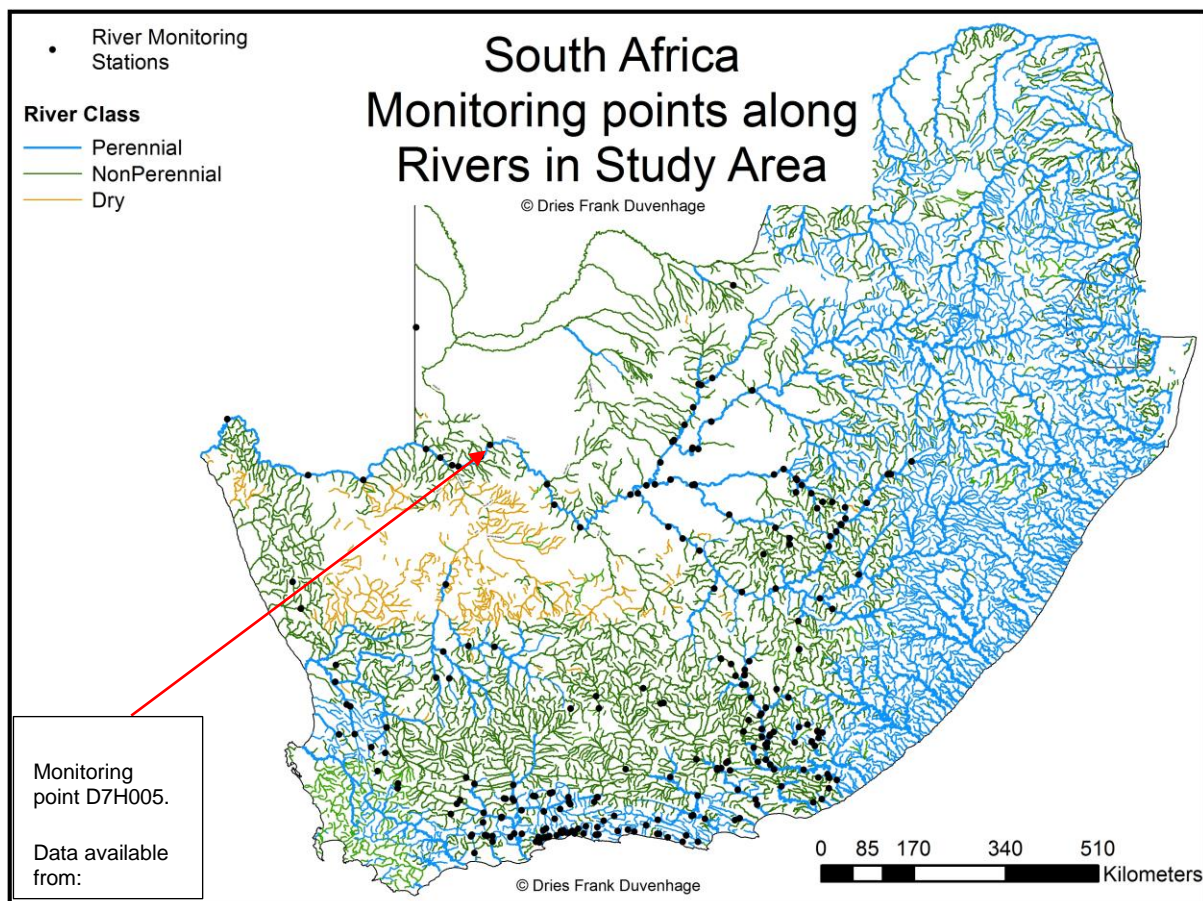 River Monitoring
Stations
River Class
Perennial
NonPerennial
Dry
South Africa
Monitoring points along
Rivers in Study Area
© Dries Frank Duvenhage
Monitoring
point D7H005.
Data available
from:
0 85 170 340 510
Kilometers
© Dries Frank Duvenhage